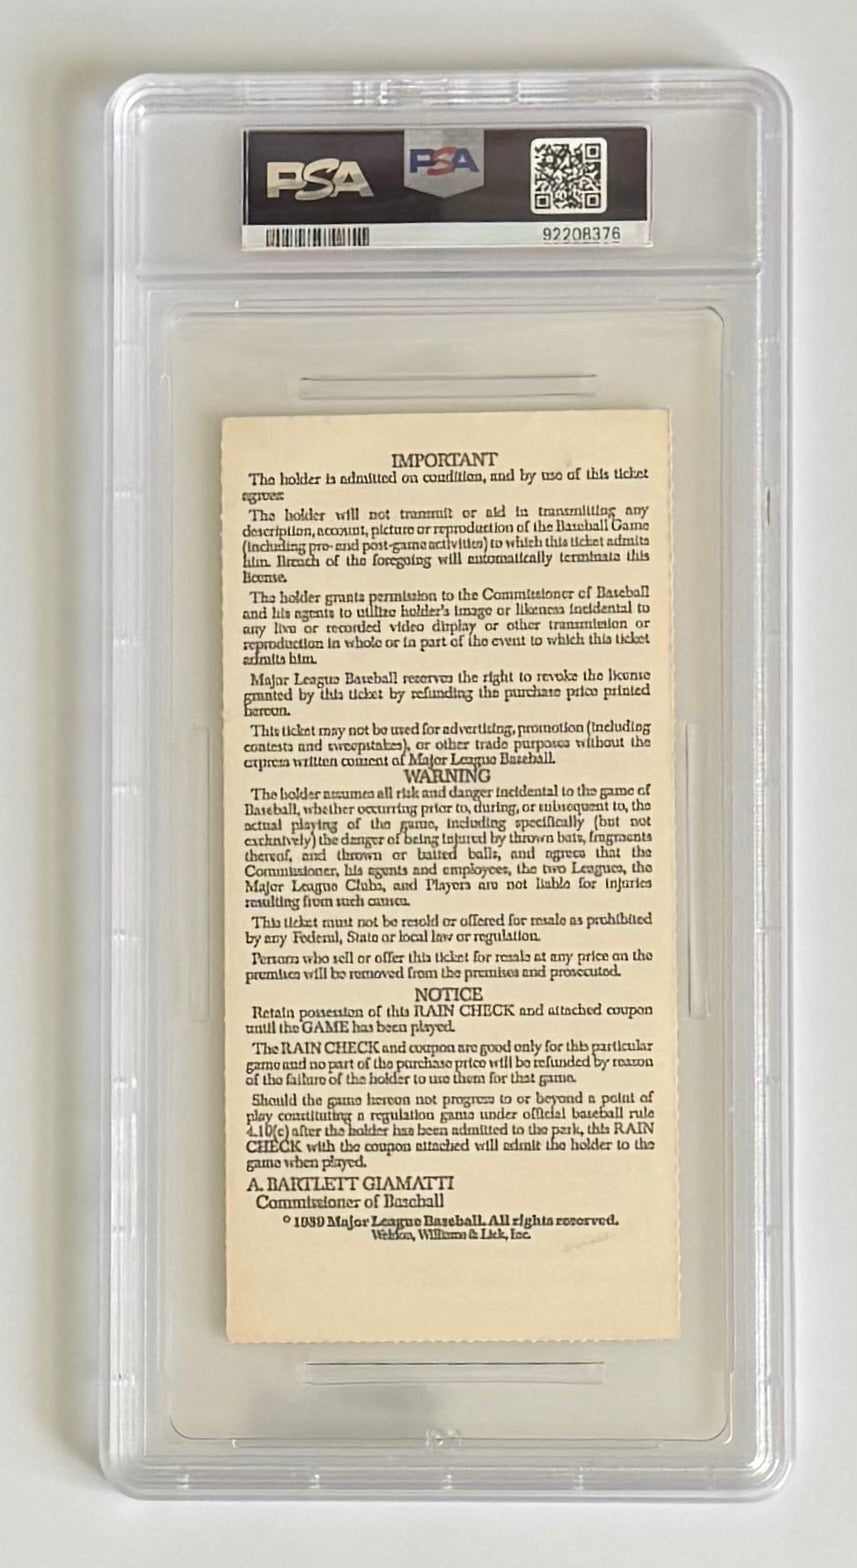 PSA
PSA
92208376
IMPORTANT
The holder is admitted on condition, and by use of this ticket
agrees:
The holder will not transmit or aid in transmitting any
description, account, picture or reproduction of the Baseball Game
(including pre- and post-game activities) to which this ticket admits
him. Breach of the foregoing will automatically terminate this
license.
The holder grants permission to the Commissioner of Baseball
and his agents to utilize holder's image or likeness incidental to
any live or recorded video display or other transmission or
reproduction in whole or in part of the event to which this ticket
admits him.
Major League Baseball reserves the right to revoke the license
granted by this ticket by refunding the purchase price printed
hereon.
This ticket may not be used for advertising, promotion (including
contests and sweepstakes), or other trade purposes without the
express written consent of Major League Baseball.
WARNING
The holder assumes all risk and danger incidental to the game of
Baseball, whether occurring prior to, during, or subsequent to, the
actual playing of the game, including specifically (but not
exclusively) the danger of being injured by thrown bats, fragments
thereof, and thrown or batted balls, and agrees that the
Commissioner, his agents and employees, the two Leagues, the
Major League Clubs, and Players are not liable for injuries
resulting from such causes.
This ticket must not be resold or offered for resale as prohibited
by any Federal, State or local law or regulation.
Persons who sell or offer this ticket for resale at any price on the
premises will be removed from the premises and prosecuted.
NOTICE
Retain possession of this RAIN CHECK and attached coupon
until the GAME has been played.
The RAIN CHECK and coupon are good only for this particular
game and no part of the purchase price will be refunded by reason
of the failure of the holder to use them for that game.
Should the game hereon not progress to or beyond a point of
play constituting a regulation game under official baseball rule
4.10(c) after the holder has been admitted to the park, this RAIN
CHECK with the coupon attached will admit the holder to the
game when played.
A. BARTLETT GIAMATTI
Commissioner of Baseball
© 1989 Major League Baseball. All rights reserved.
Weldon, Williams & Lick, Inc.